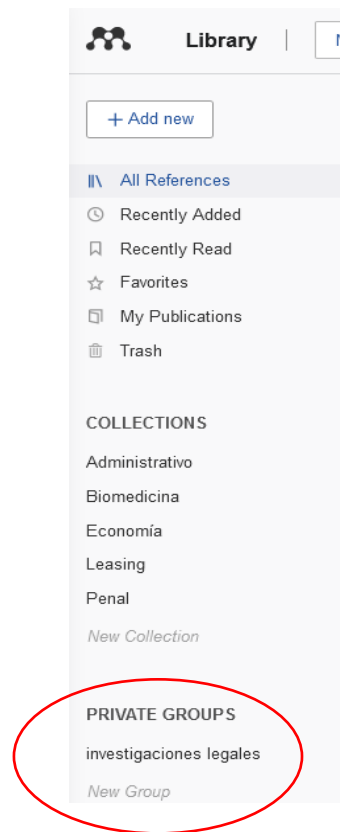 Library
+ Add new
All References
Recently Added
Recently Read
Favorites
My Publications
Trash
COLLECTIONS
Administrativo
Biomedicina
Economía
Leasing
Penal
New Collection
PRIVATE GROUPS
investigaciones legales
New Group